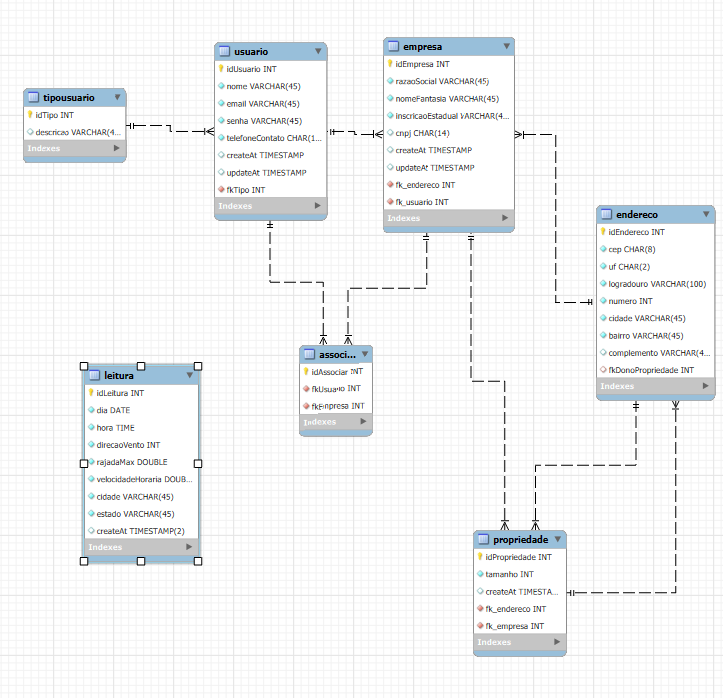 tipousuario
idTipo INT
descricao VARCHAR(4...
Indexes
usuario
idUsuario INT
nome VARCHAR(45)
email VARCHAR(45)
senha VARCHAR(45)
telefoneContato CHAR(1...
createAt TIMESTAMP
updateAt TIMESTAMP
fkTipo INT
Indexes
empresa
idEmpresa INT
razaoSocial VARCHAR(45)
nomeFantasia VARCHAR(45)
inscricaoEstadual VARCHAR(4...
cnpj CHAR(14)
createAt TIMESTAMP
updateAt TIMESTAMP
fk_endereco INT
fk_usuario INT
Indexes
endereco
idEndereco INT
cep CHAR(8)
uf CHAR(2)
logradouro VARCHAR(100)
numero INT
cidade VARCHAR(45)
bairro VARCHAR(45)
complemento VARCHAR(4...
fkDonoPropriedade INT
Indexes
associ...
idAssociar INT
fkUsuario INT
fkEmpresa INT
Indexes
leitura
idLeitura INT
dia DATE
hora TIME
direcaoVento INT
rajadaMax DOUBLE
velocidadeHoraria DOUB...
cidade VARCHAR(45)
estado VARCHAR(45)
createAt TIMESTAMP(2)
Indexes
propriedade
idPropriedade INT
tamanho INT
createAt TIMESTA...
fk_endereco INT
fk_empresa INT
Indexes